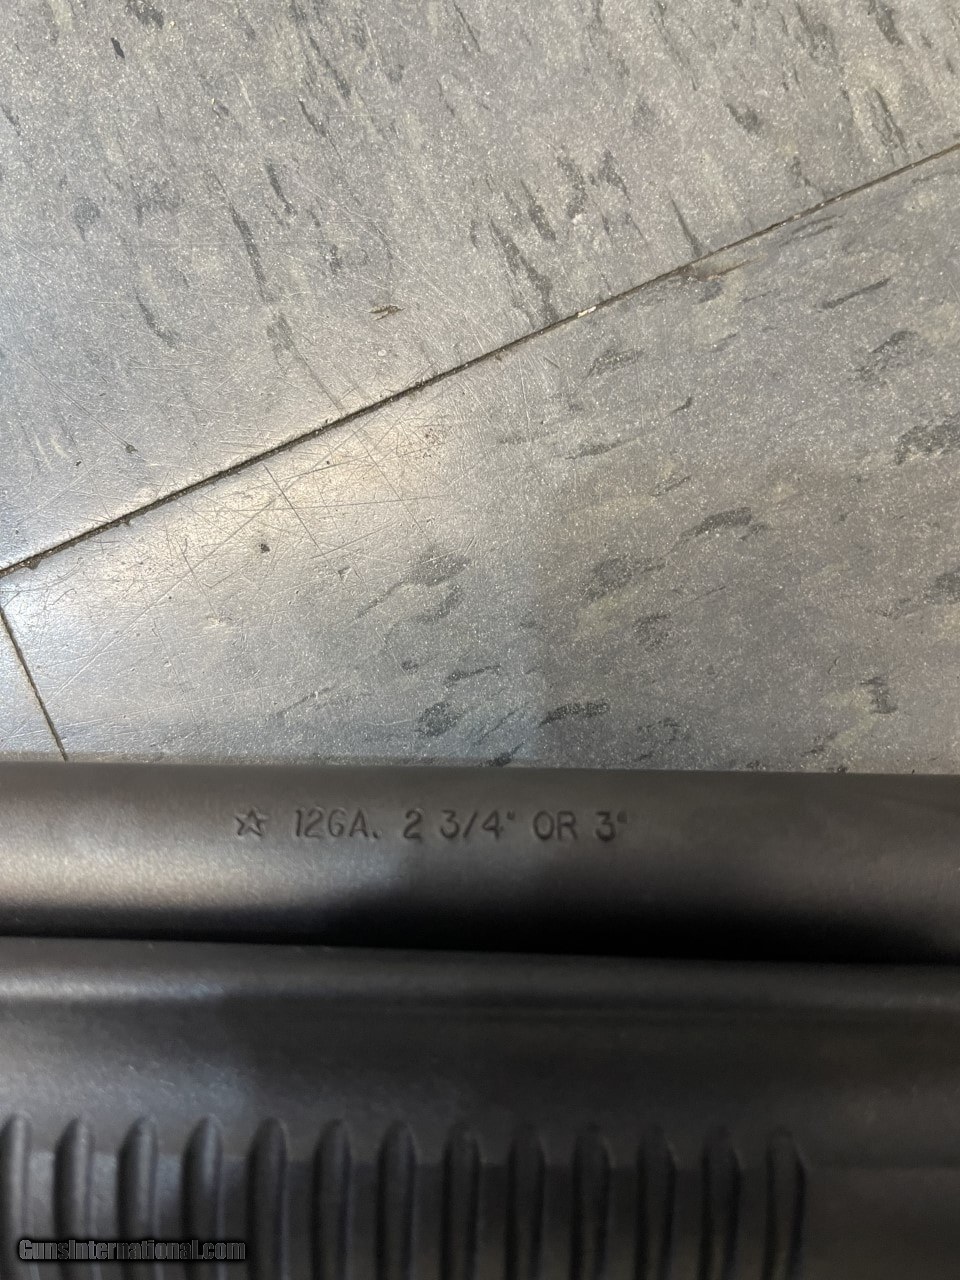 ☆ 12GA. 2 3/4" OR 3"
GunsInternational.com